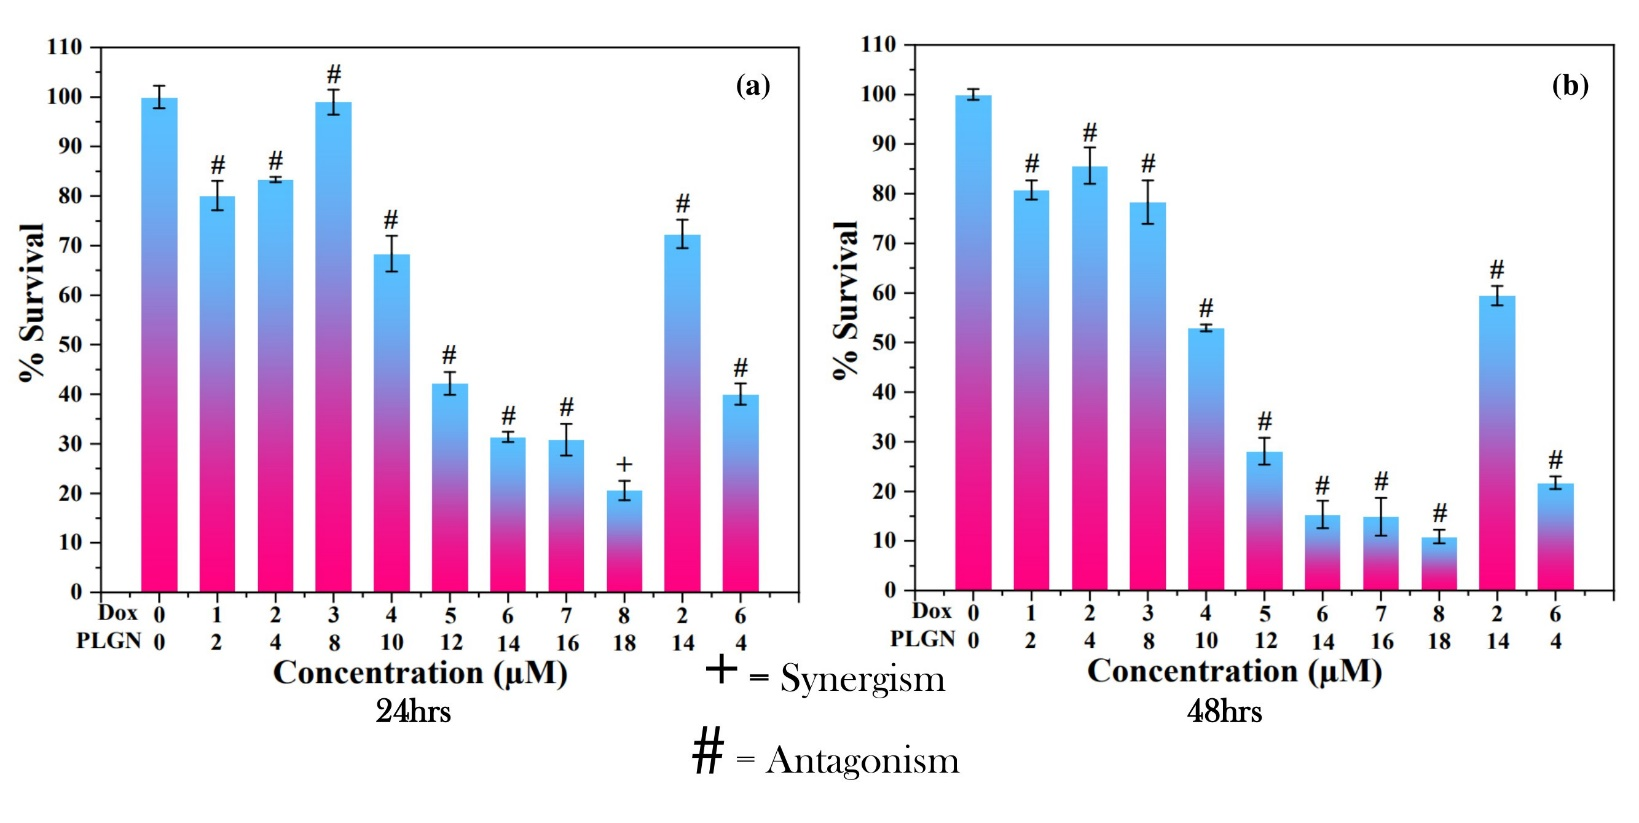 110
100
90
80
70
60
50
40
30
20
10
0
% Survival
(a)
# # # # # # # + # #
Dox 0 1 2 3 4 5 6 7 8 2 6
PLGN 0 2 4 8 10 12 14 16 18 14 4
Concentration (μM)
24hrs
110
100
90
80
70
60
50
40
30
20
10
0
% Survival
(b)
# # # # # # # # # #
Dox 0 1 2 3 4 5 6 7 8 2 6
PLGN 0 2 4 8 10 12 14 16 18 14 4
Concentration (μM)
48hrs
+ = Synergism
# = Antagonism